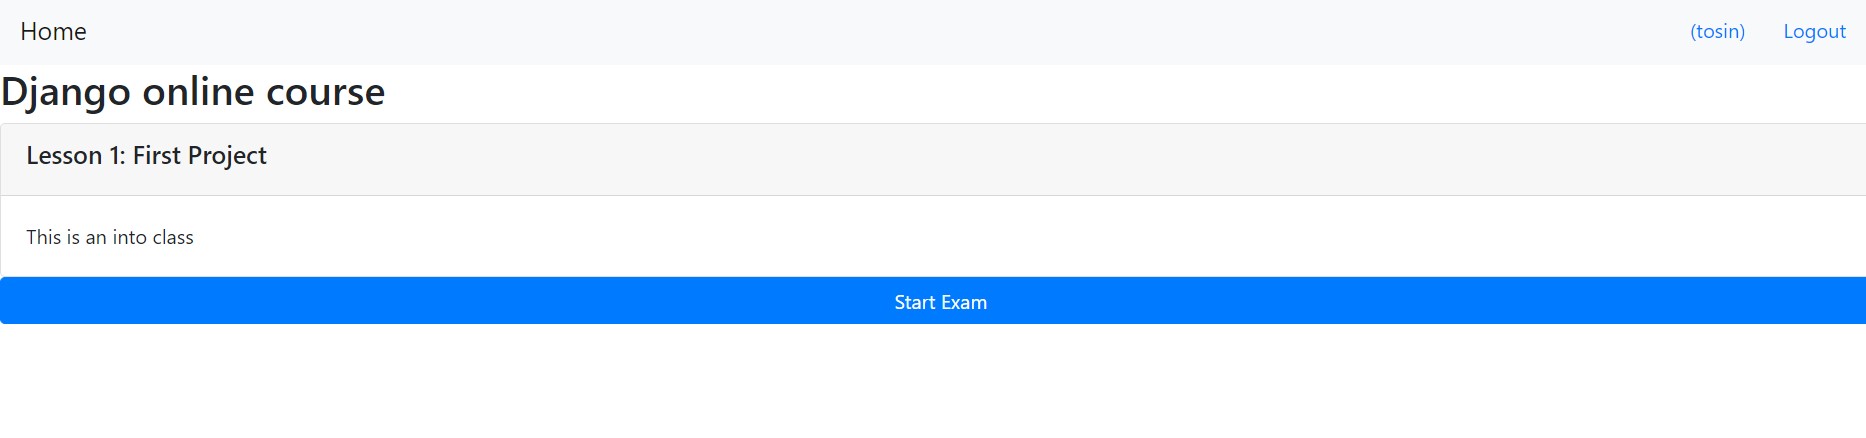 Home (tosin) Logout
Django online course
Lesson 1: First Project
This is an into class
Start Exam